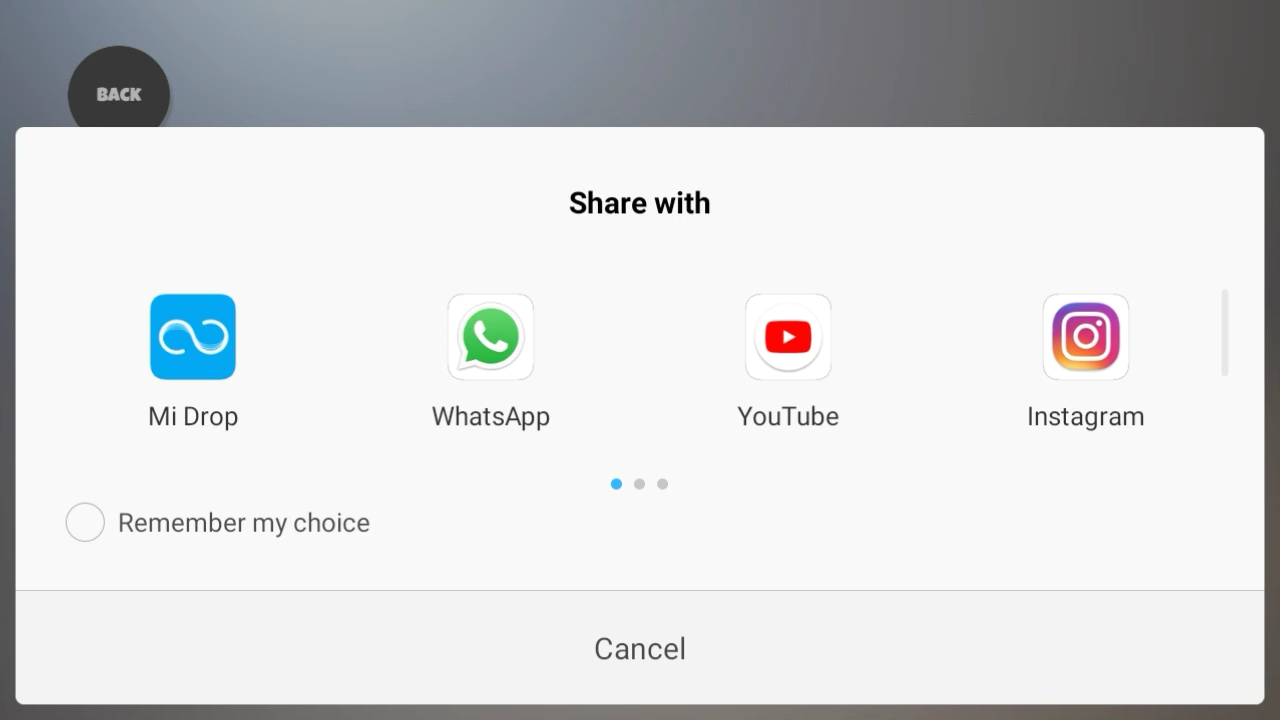 BACK
Share with
Mi Drop
WhatsApp
YouTube
Instagram
Remember my choice
Cancel